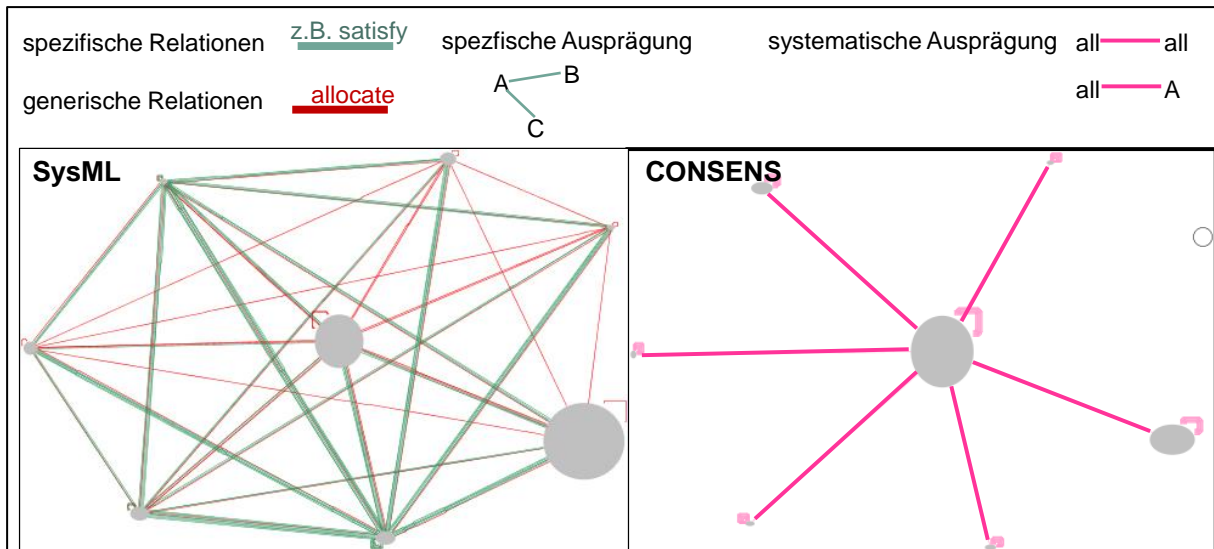 spezifische Relationen z.B. satisfy spezfische Ausprägung systematische Ausprägung all all
A B
generische Relationen allocate all A
C
SysML CONSENS